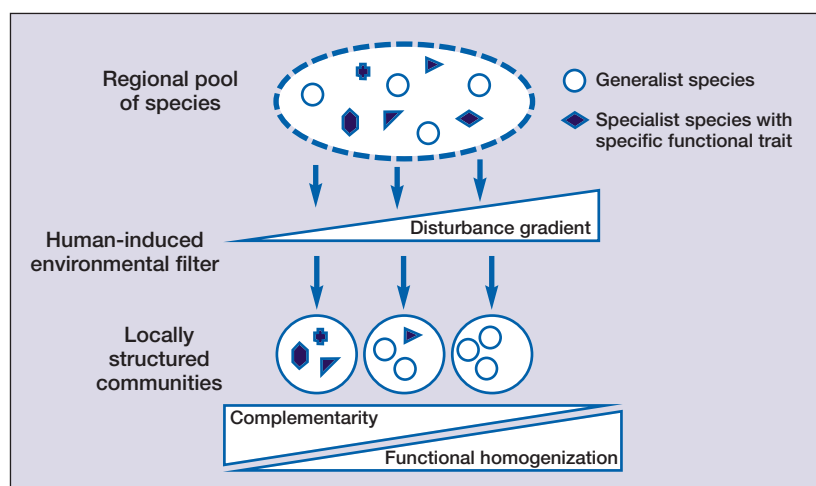 Regional pool
of species
Generalist species
Specialist species with
specific functional trait
Human-induced
environmental filter
Disturbance gradient
Locally
structured
communities
Complementarity
Functional homogenization